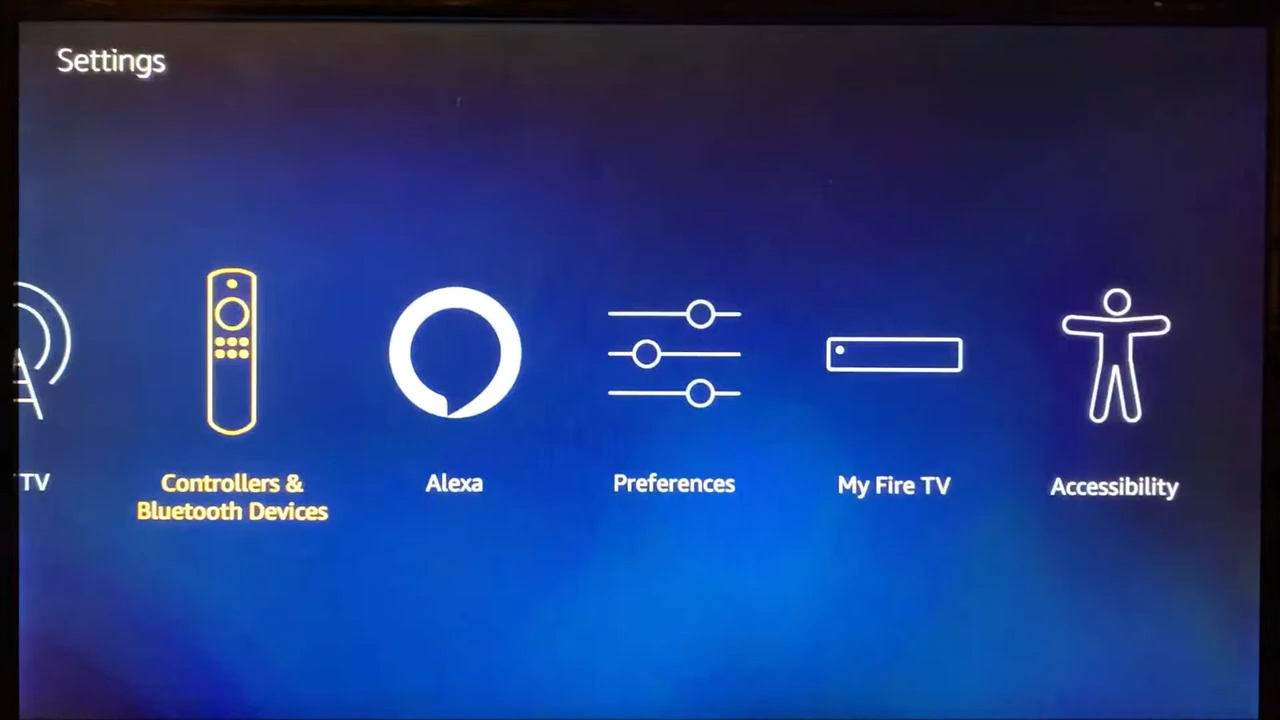 Settings
TV
Controllers &
Bluetooth Devices
Alexa
Preferences
My Fire TV
Accessibility